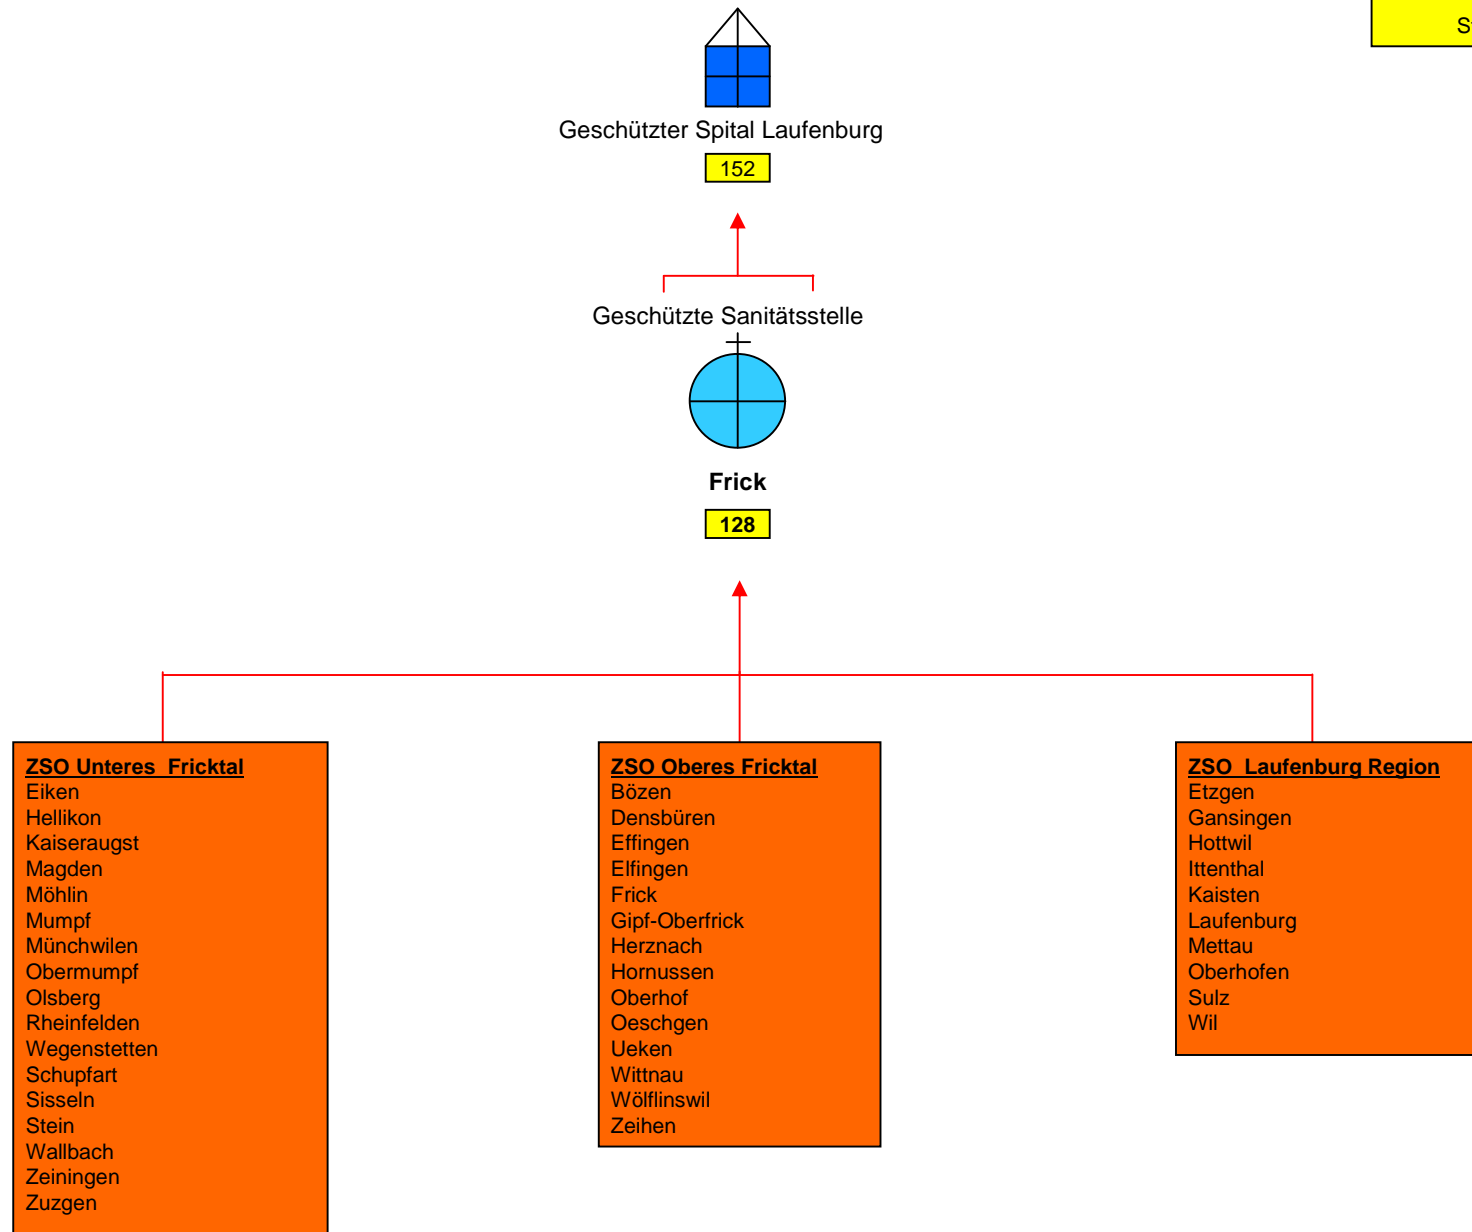 Geschützter Spital Laufenburg
152
Geschützte Sanitätsstelle
Frick
128
ZSO Unteres  Fricktal
Eiken
Hellikon
Kaiseraugst
Magden
Möhlin
Mumpf
Münchwilen
Obermumpf
Olsberg
Rheinfelden
Wegenstetten
Schupfart
Sisseln
Stein
Wallbach
Zeiningen
Zuzgen
ZSO Oberes Fricktal
Bözen
Densbüren
Effingen
Elfingen
Frick
Gipf-Oberfrick
Herznach
Hornussen
Oberhof
Oeschgen
Ueken
Wittnau
Wölflinswil
Zeihen
ZSO  Laufenburg Region
Etzgen
Gansingen
Hottwil
Ittenthal
Kaisten
Laufenburg
Mettau
Oberhofen
Sulz
Wil